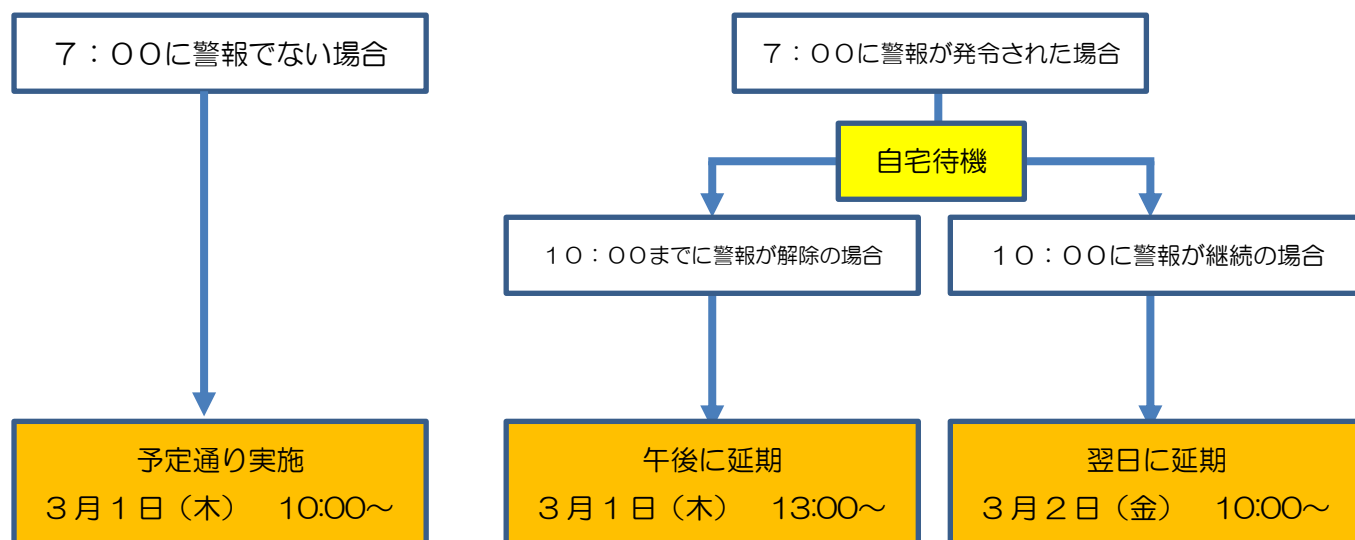 ７：００に警報でない場合
７：００に警報が発令された場合
自宅待機
１０：００までに警報が解除の場合
１０：００に警報が継続の場合
予定通り実施
３月１日（木）　10:00～
午後に延期
３月１日（木）　13:00～
翌日に延期
３月２日（金）　10:00～